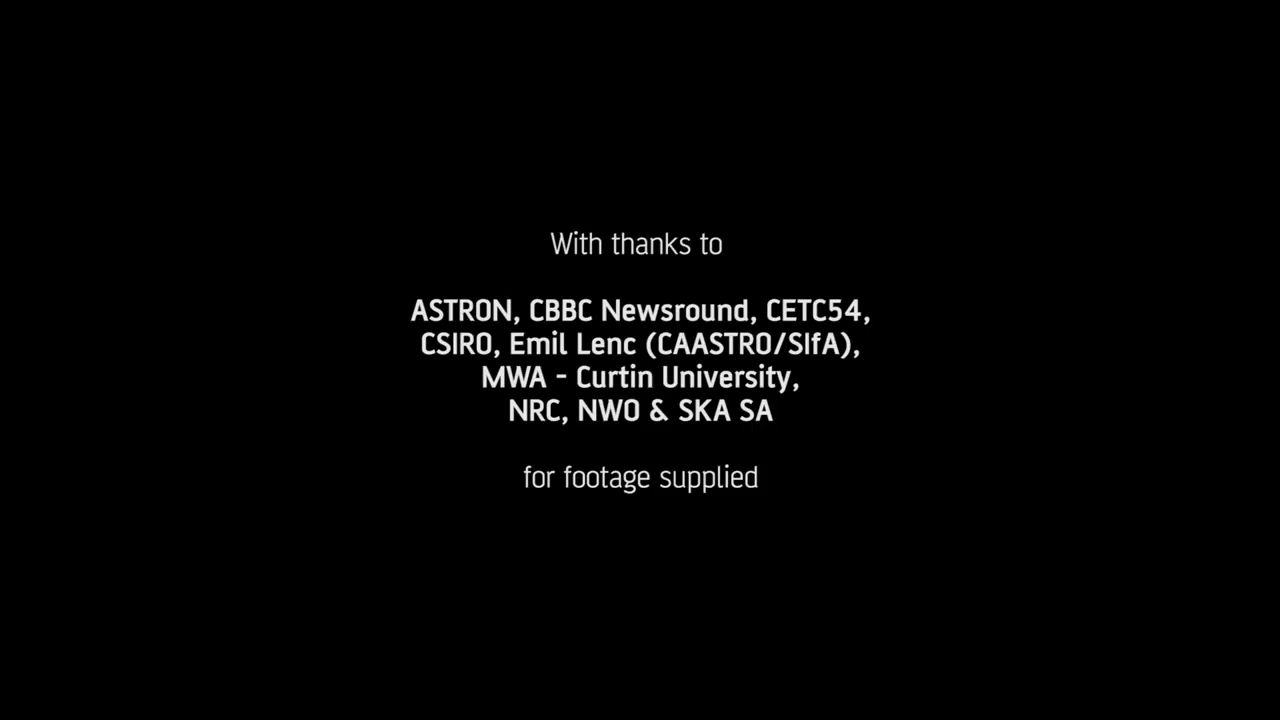 With thanks to
ASTRON, CBBC Newsround, CETC54,
CSIRO, Emil Lenc (CAASTRO/SIfA),
MWA - Curtin University,
NRC, NWO & SKA SA
for footage supplied